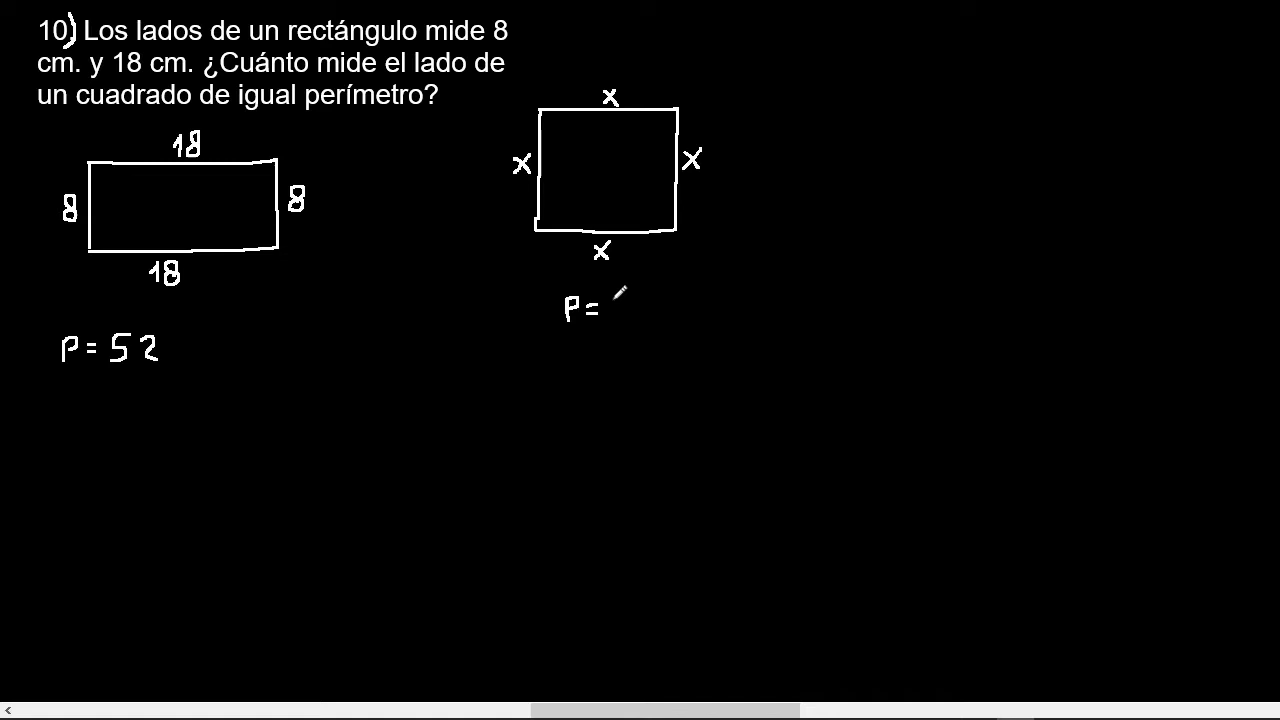 10) Los lados de un rectángulo mide 8
cm. y 18 cm. ¿Cuánto mide el lado de
un cuadrado de igual perímetro?
x
18
x
x
8
8
x
18
P=
P= 52